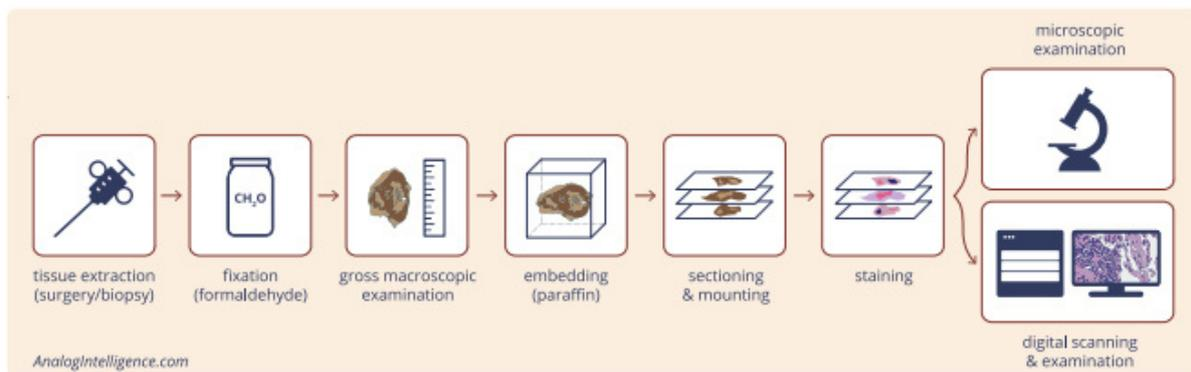 microscopic
examination
CH₂O
tissue extraction
(surgery/biopsy)
fixation
(formaldehyde)
gross macroscopic
examination
embedding
(paraffin)
sectioning
& mounting
staining
digital scanning
& examination
AnalogIntelligence.com